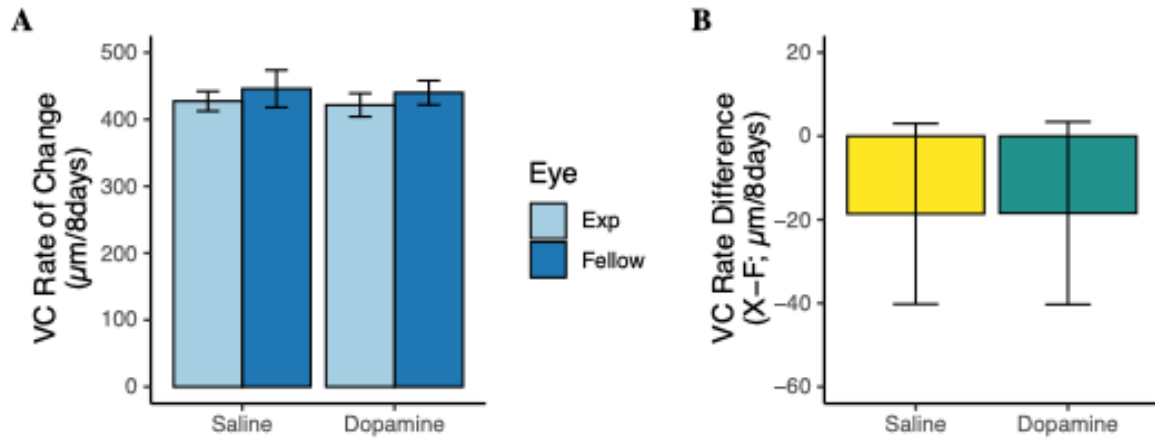 A
VC Rate of Change
(µm/8days)
500
400
300
200
100
0
Saline
Dopamine
Eye
Exp
Fellow
B
VC Rate Difference
(X−F; µm/8days)
20
0
−20
−40
−60
Saline
Dopamine